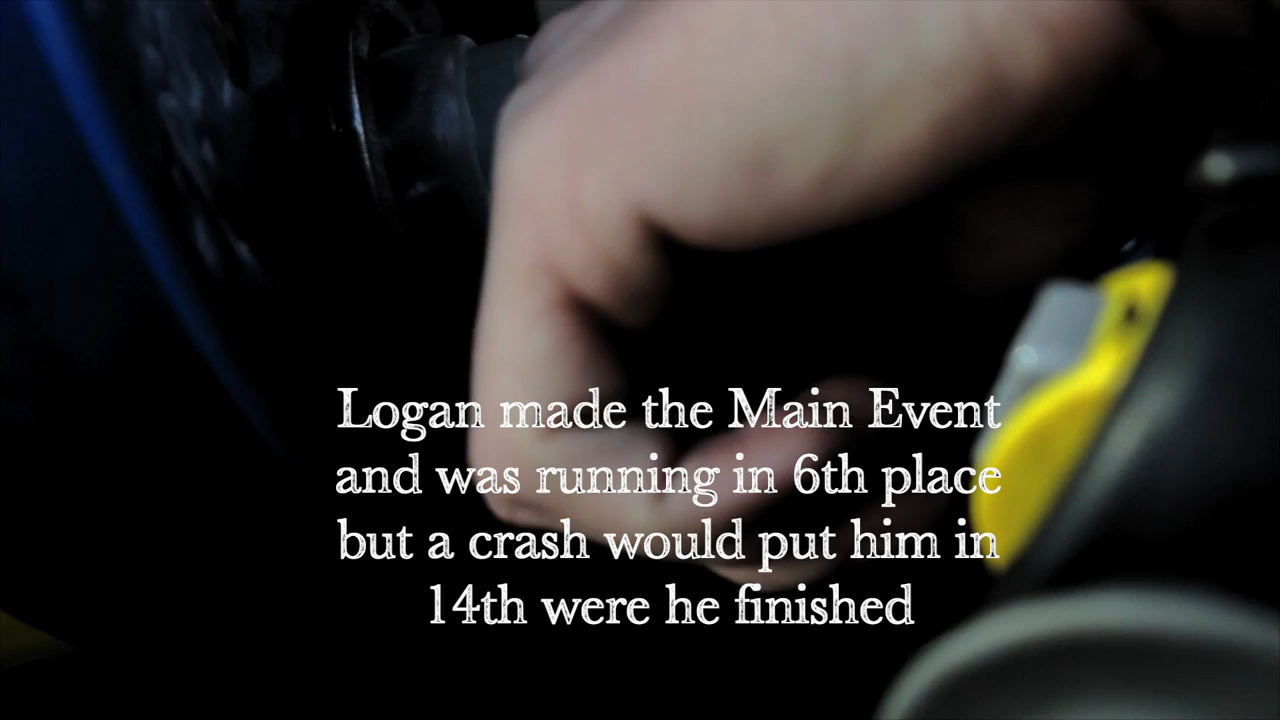 Logan made the Main Event
and was running in 6th place
but a crash would put him in
14th were he finished